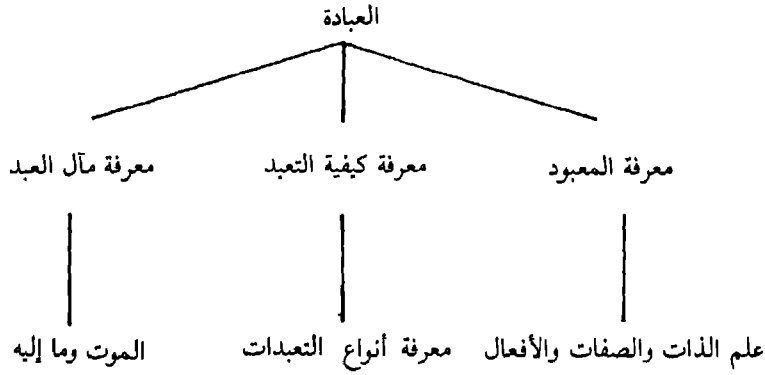 العبادة
معرفة المعبود
معرفة كيفية التعبد
معرفة مآل العبد
علم الذات والصفات والأفعال
معرفة أنواع التعبدات
الموت وما إليه